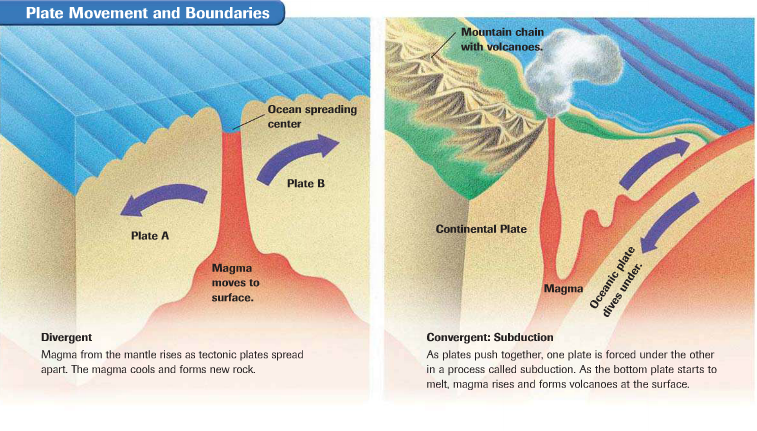 Plate Movement and Boundaries
Ocean spreading
center
Plate B
Plate A
Magma
moves to
surface.
Divergent
Magma from the mantle rises as tectonic plates spread
apart. The magma cools and forms new rock.
Mountain chain
with volcanoes.
Continental Plate
Magma
Oceanic plate
dives under.
Convergent: Subduction
As plates push together, one plate is forced under the other
in a process called subduction. As the bottom plate starts to
melt, magma rises and forms volcanoes at the surface.